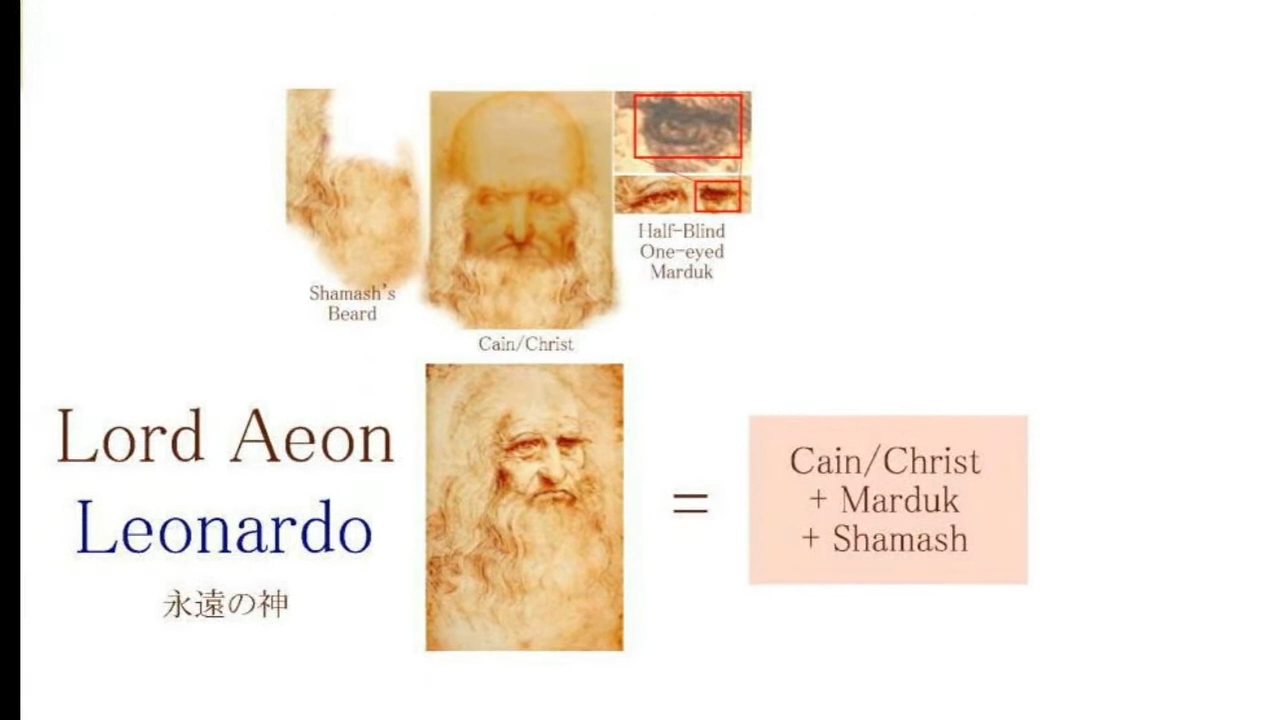 Shamash's
Beard
Cain/Christ
Half-Blind
One-eyed
Marduk
Lord Aeon
Leonardo
永遠の神
=
Cain/Christ
+ Marduk
+ Shamash